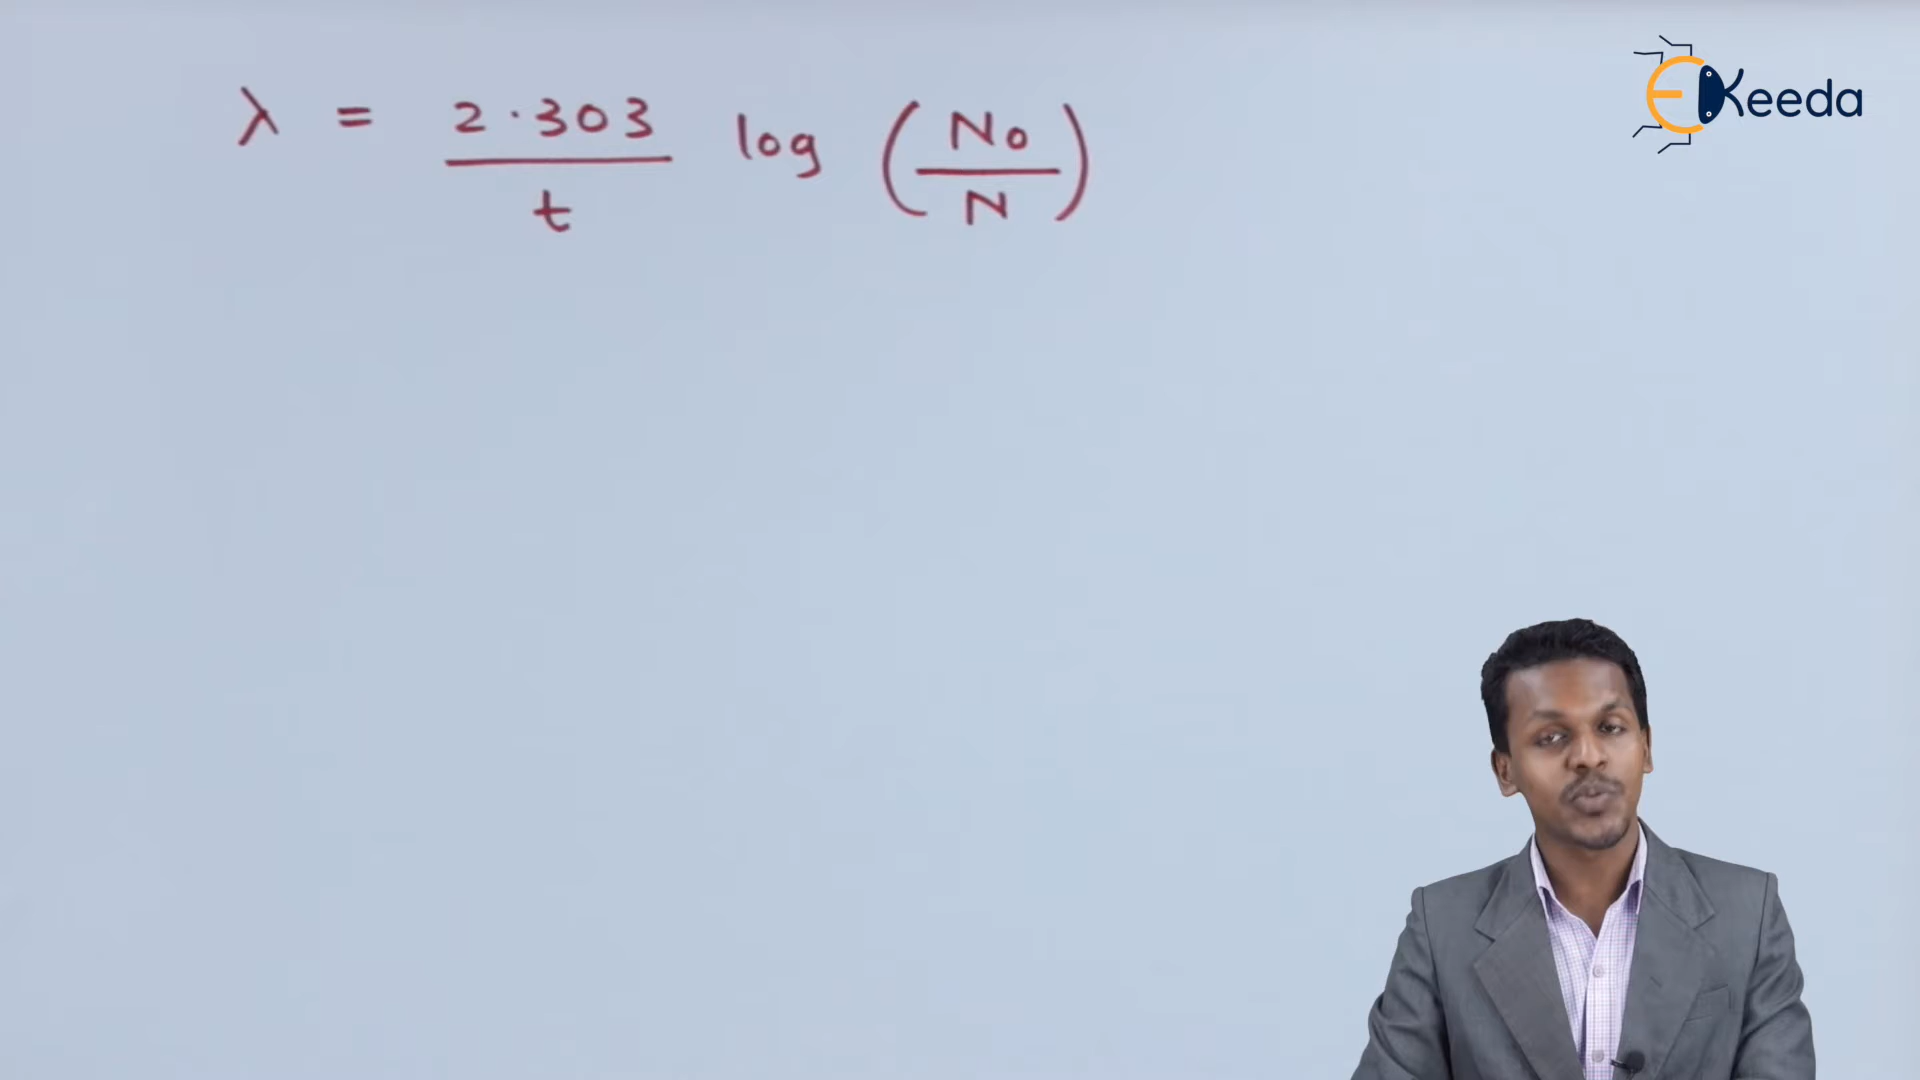 λ = 2.303 / t log (N₀ / N)
EKeeda